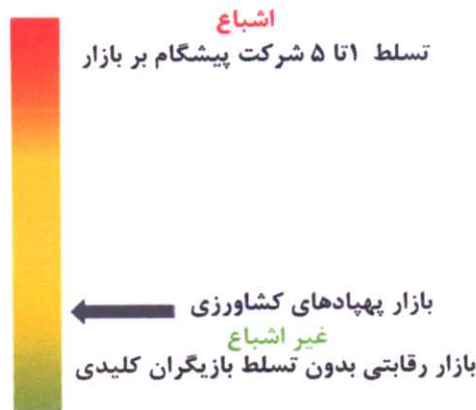 اشباع
تسلط ۱تا ۵ شرکت پیشگام بر بازار
بازار پهپادهای کشاورزی
غیر اشباع
بازار رقابتی بدون تسلط بازیگران کلیدی